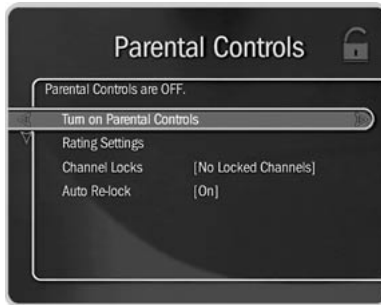 Parental Controls
Parental Controls are OFF.
Turn on Parental Controls
Rating Settings
Channel Locks [No Locked Channels]
Auto Re-lock [On]